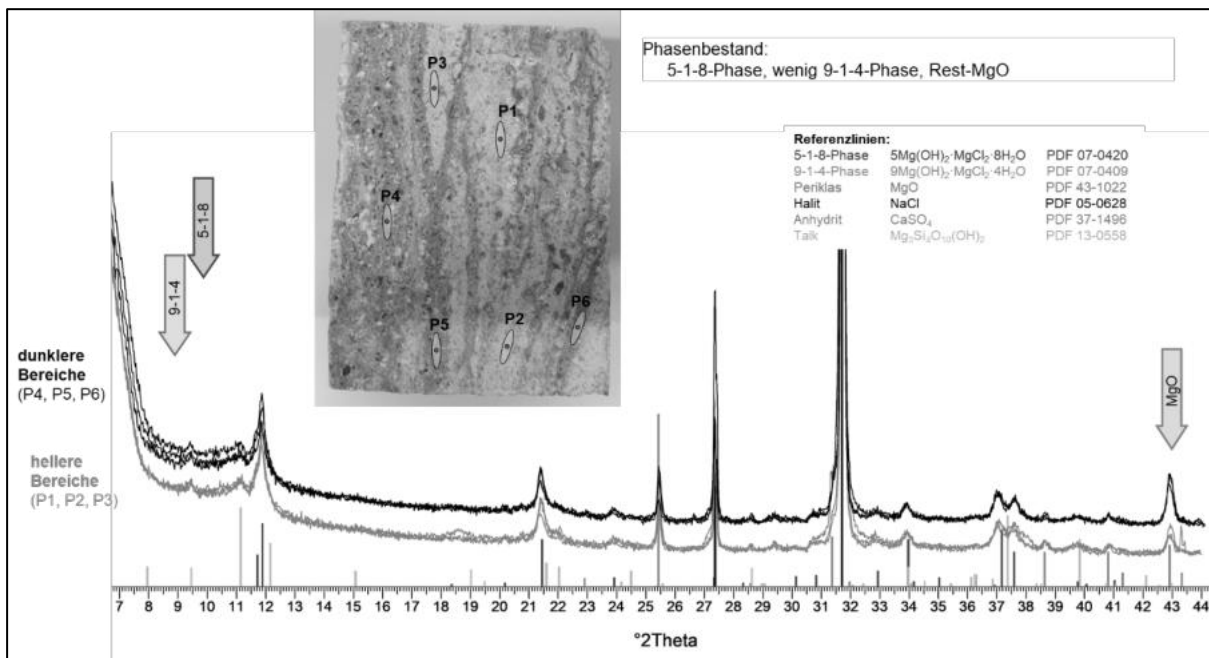 Phasenbestand:
5-1-8-Phase, wenig 9-1-4-Phase, Rest-MgO
P3
P1
P4
P5
P2
P6
Referenzlinien:
5-1-8-Phase 5Mg(OH)₂·MgCl₂·8H₂O PDF 07-0420
9-1-4-Phase 9Mg(OH)₂·MgCl₂·4H₂O PDF 07-0409
Periklas MgO PDF 43-1022
Halit NaCl PDF 05-0628
Anhydrit CaSO₄ PDF 37-1496
Talk Mg₃Si₄O₁₀(OH)₂ PDF 13-0558
5-1-8
9-1-4
MgO
dunklere
Bereiche
(P4, P5, P6)
hellere
Bereiche
(P1, P2, P3)
7 8 9 10 11 12 13 14 15 16 17 18 19 20 21 22 23 24 25 26 27 28 29 30 31 32 33 34 35 36 37 38 39 40 41 42 43 44
°2Theta